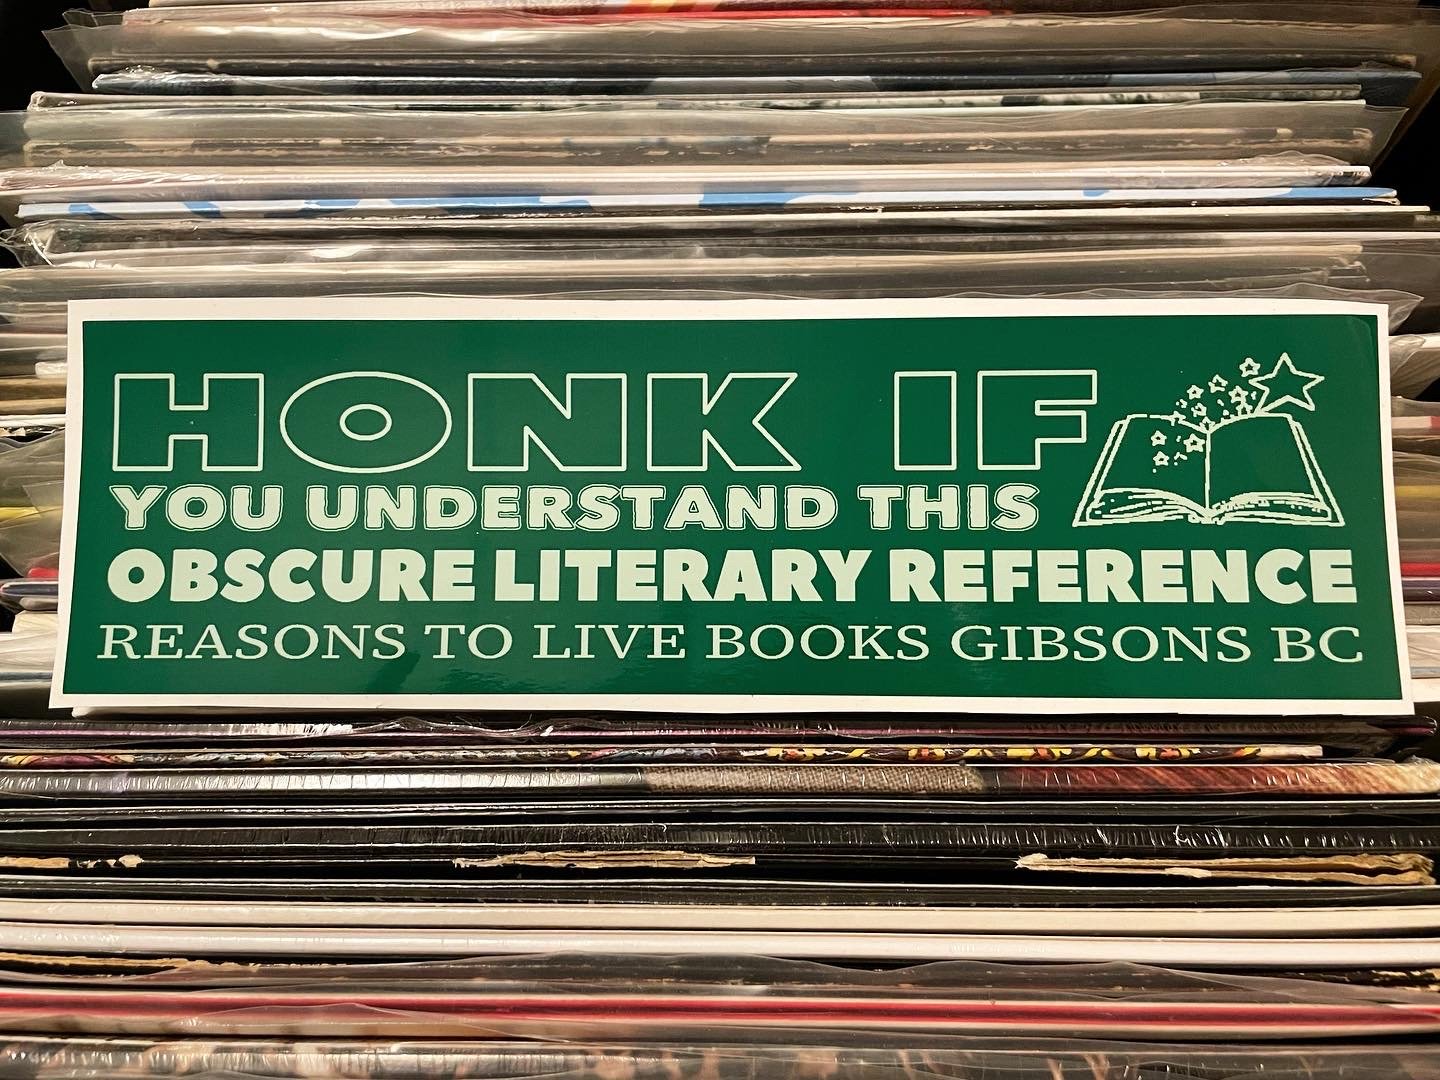 HONK IF
YOU UNDERSTAND THIS
OBSCURE LITERARY REFERENCE
REASONS TO LIVE BOOKS GIBSONS BC